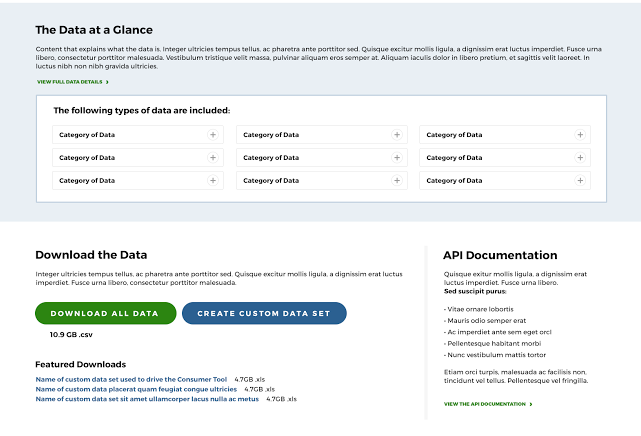 The Data at a Glance
Content that explains what the data is. Integer ultricies tempus tellus, ac pharetra ante porttitor sed. Quisque excitur mollis ligula, a dignissim erat luctus imperdiet. Fusce urna
libero, consectetur posumale malesuada. Vestibulum tristique velit massa, pulvinar aliquam eros semper at. Aliquam iaculis dolor in libero pretium, et sagittis velit laoreet. In
luctus nibh non nibh gravida ultricies.
VIEW FULL DATA DETAILS >
The following types of data are included:
Category of Data +
Category of Data +
Category of Data +
Category of Data +
Category of Data +
Category of Data +
Category of Data +
Category of Data +
Category of Data +
Download the Data
Integer ultricies tempus tellus, ac pharetra ante porttitor sed. Quisque excitur mollis ligula, a dignissim erat luctus
imperdiet. Fusce urna libero, consectetur porttitor malesuada.
DOWNLOAD ALL DATA
CREATE CUSTOM DATA SET
10.9 GB .csv
Featured Downloads
Name of custom data set used to drive the Consumer Tool 4.7GB .xls
Name of custom data placerat quam feugiat congue ultricies 4.7GB .xls
Name of custom data set sit amet ullamcorper lacus nulla ac metus 4.7GB .xls
API Documentation
Quisque exitur mollis ligula, a dignissim erat
luctus imperdiet. Fusce urna libero.
Sed suscipit purus:
- Vitae ornare lobortis
- Mauris odio semper erat
- Ac imperdiet ante sem eget orci
- Pellentesque habitant morbi
- Nunc vestibulum mattis tortor
Etiam orci turpis, malesuada ac facilisis non,
tincidunt vel tellus. Pellentesque vel fringilla.
VIEW THE API DOCUMENTATION >